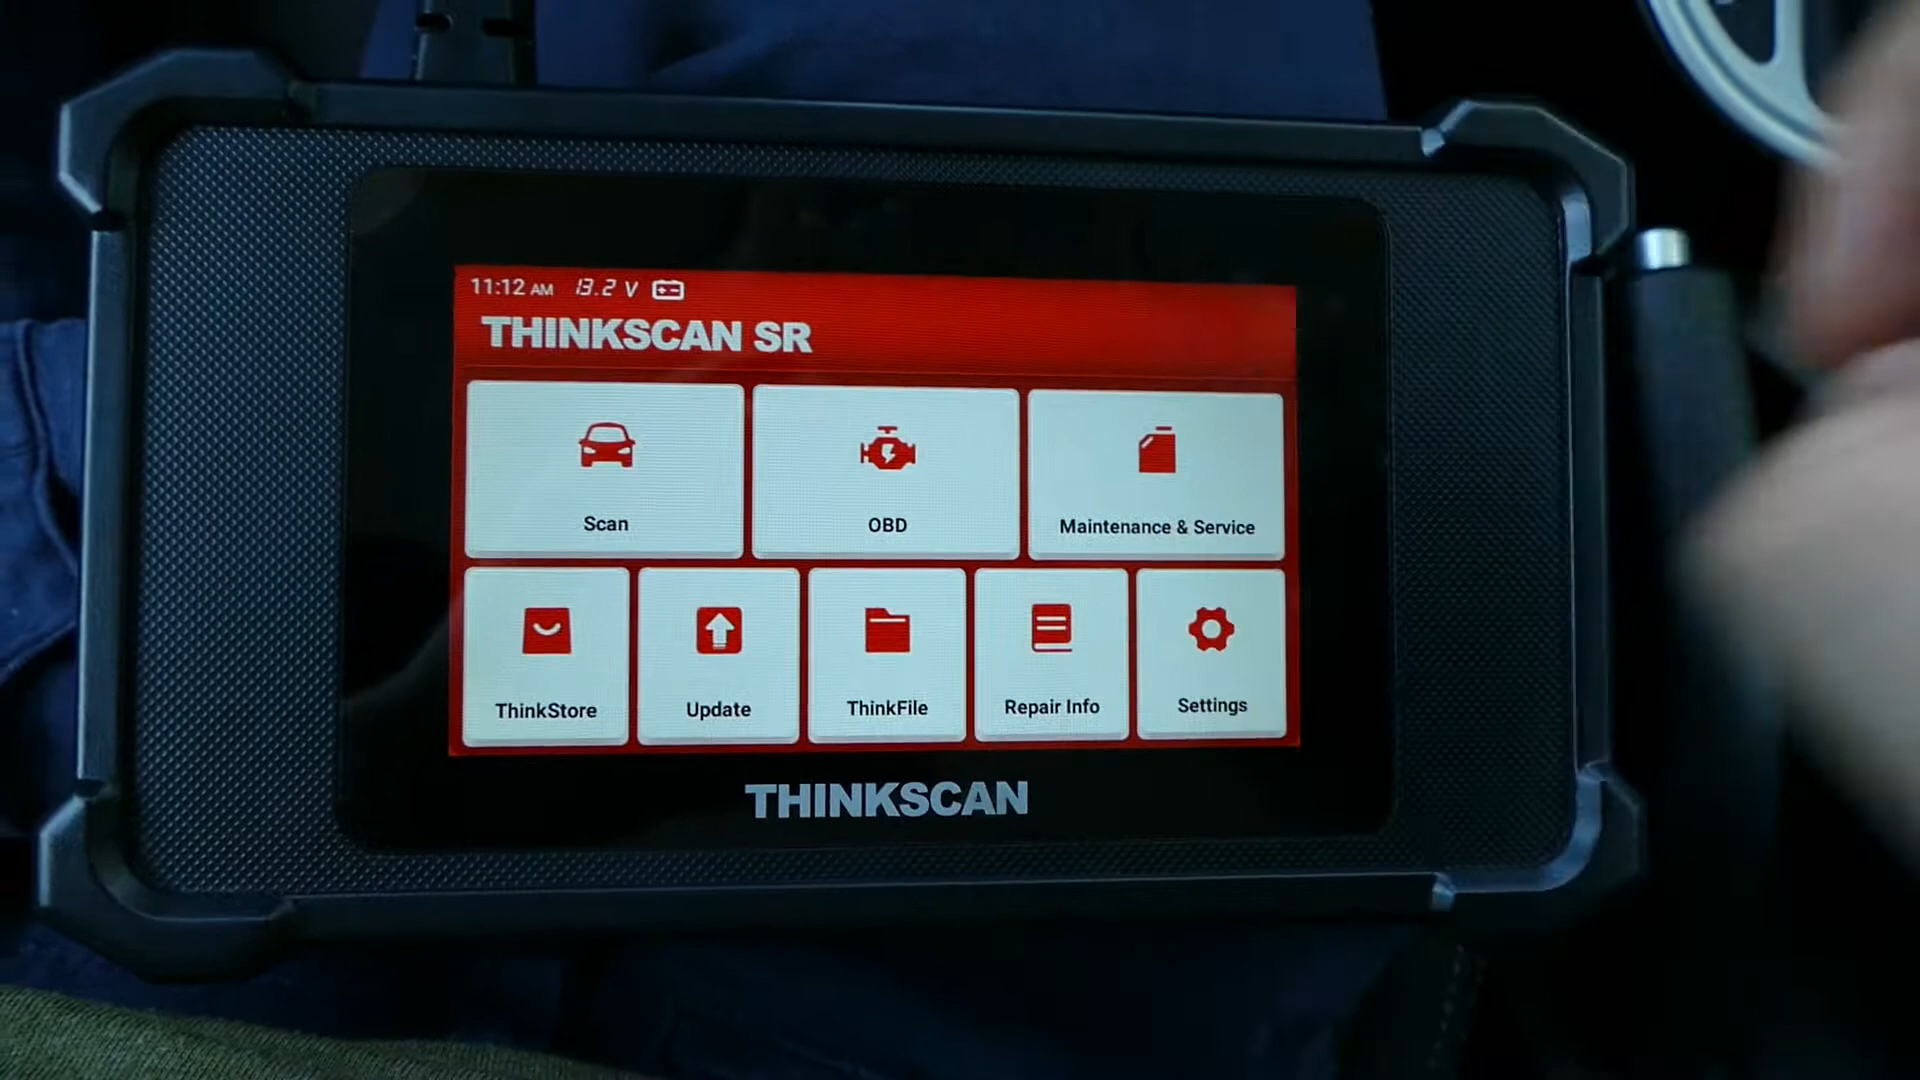 11:12 AM 13.2 V
THINKSCAN SR
Scan
OBD
Maintenance & Service
ThinkStore
Update
ThinkFile
Repair Info
Settings
THINKSCAN